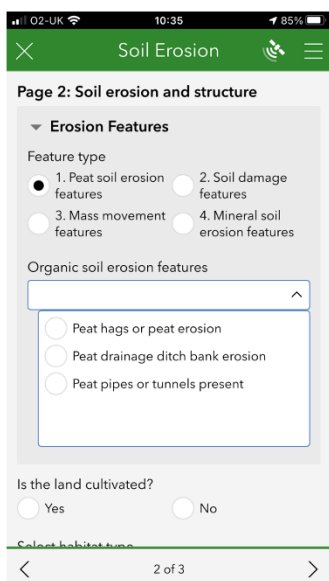 O2-UK 10:35 85%
Soil Erosion
Page 2: Soil erosion and structure
Erosion Features
Feature type
1. Peat soil erosion features
2. Soil damage features
3. Mass movement features
4. Mineral soil erosion features
Organic soil erosion features
Peat hags or peat erosion
Peat drainage ditch bank erosion
Peat pipes or tunnels present
Is the land cultivated?
Yes No
Select habitat type
2 of 3